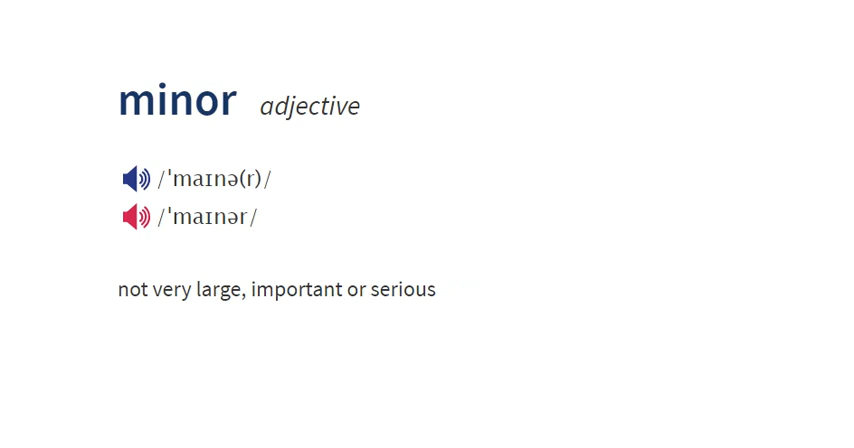 minor adjective
/ˈmaɪnə(r)/
/ˈmaɪnər/
not very large, important or serious